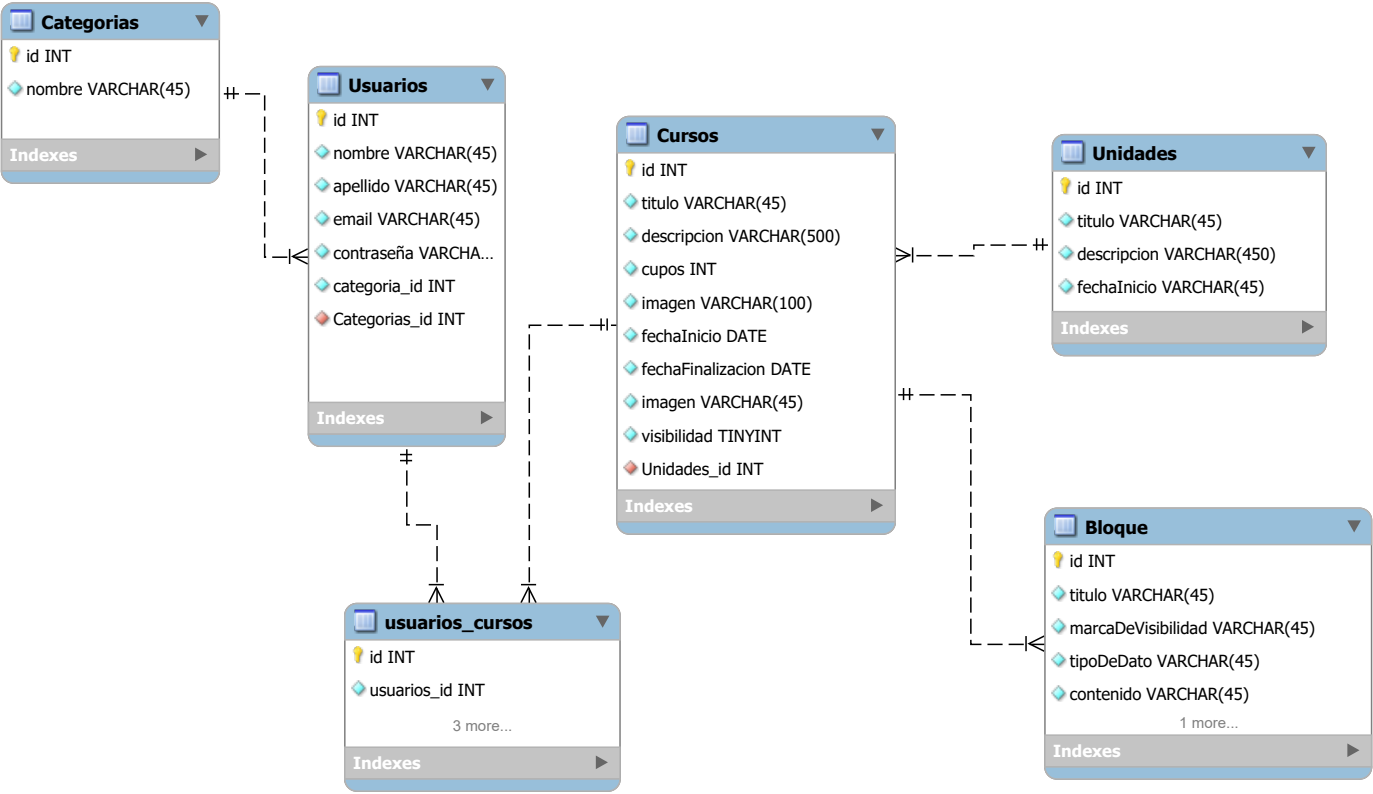 Categorias
id INT
nombre VARCHAR(45)
Indexes
Usuarios
id INT
nombre VARCHAR(45)
apellido VARCHAR(45)
email VARCHAR(45)
contraseña VARCHA...
categoria_id INT
Categorias_id INT
Indexes
Cursos
id INT
titulo VARCHAR(45)
descripcion VARCHAR(500)
cupos INT
imagen VARCHAR(100)
fechaInicio DATE
fechaFinalizacion DATE
imagen VARCHAR(45)
visibilidad TINYINT
Unidades_id INT
Indexes
Unidades
id INT
titulo VARCHAR(45)
descripcion VARCHAR(450)
fechaInicio VARCHAR(45)
Indexes
usuarios_cursos
id INT
usuarios_id INT
3 more...
Indexes
Bloque
id INT
titulo VARCHAR(45)
marcaDeVisibilidad VARCHAR(45)
tipoDeDato VARCHAR(45)
contenido VARCHAR(45)
1 more...
Indexes